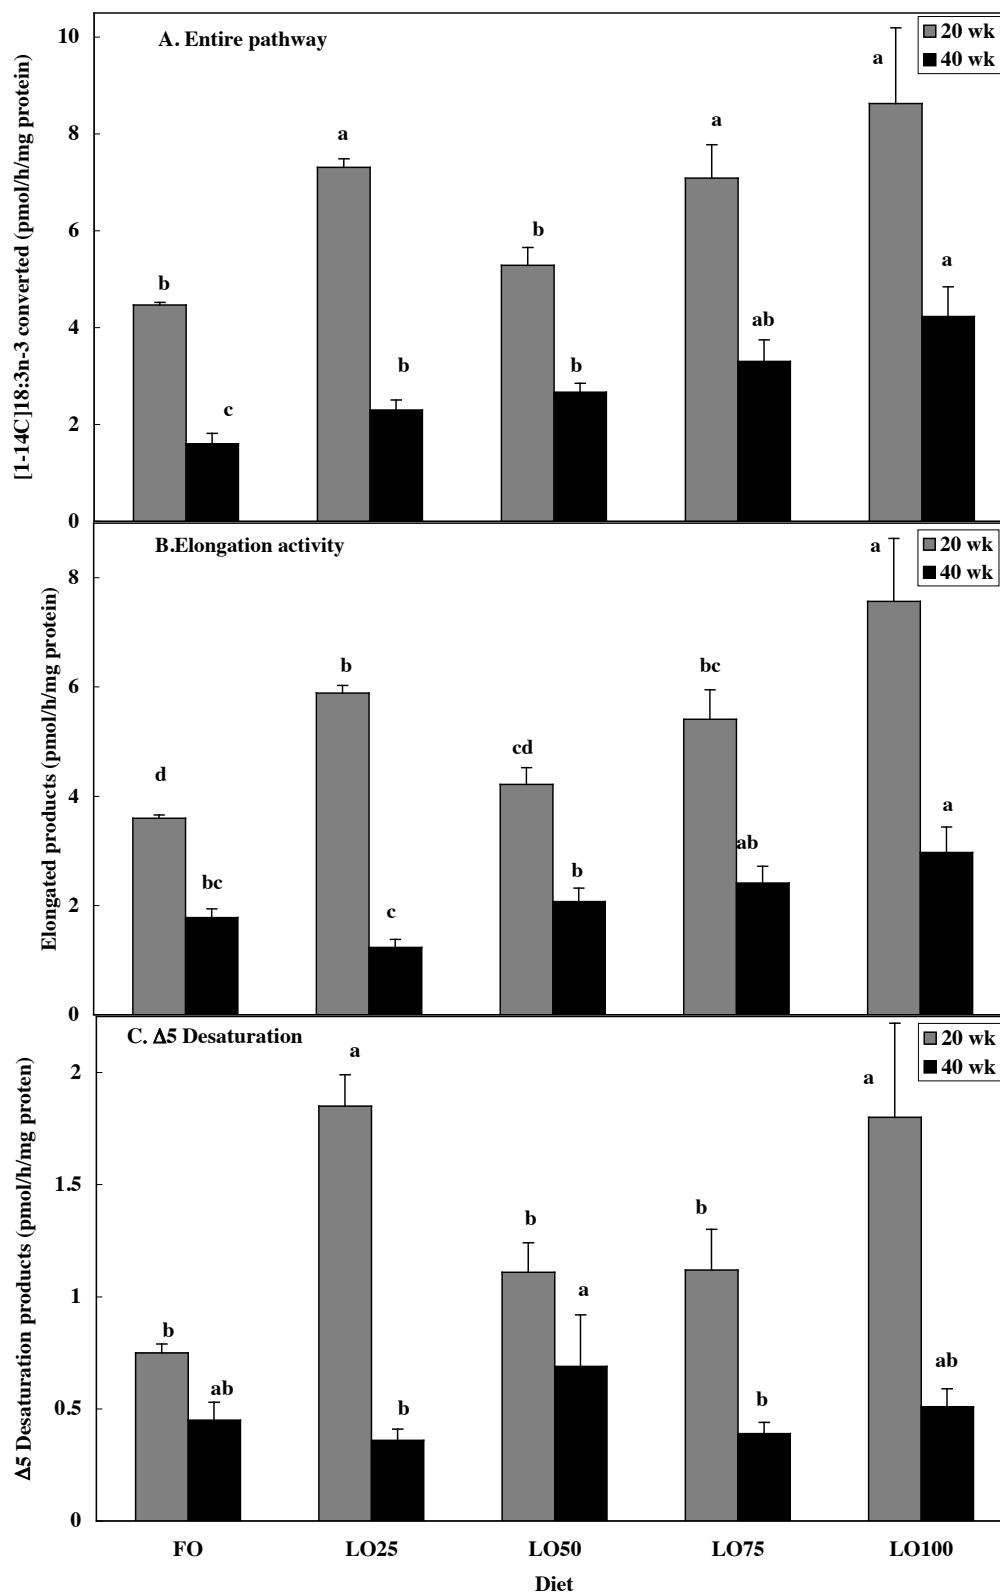 A. Entire pathway
20 wk
40 wk
[1-14C]18:3n-3 converted (pmol/h/mg protein)
10
8
6
4
2
0
b
c
a
b
b
b
a
ab
a
a
B.Elongation activity
20 wk
40 wk
Elongated products (pmol/h/mg protein)
8
6
4
2
0
d
bc
b
c
cd
b
bc
ab
a
a
C. Δ5 Desaturation
20 wk
40 wk
Δ5 Desaturation products (pmol/h/mg proten)
2
1.5
1
0.5
0
b
ab
a
b
b
a
b
b
a
ab
FO LO25 LO50 LO75 LO100
Diet